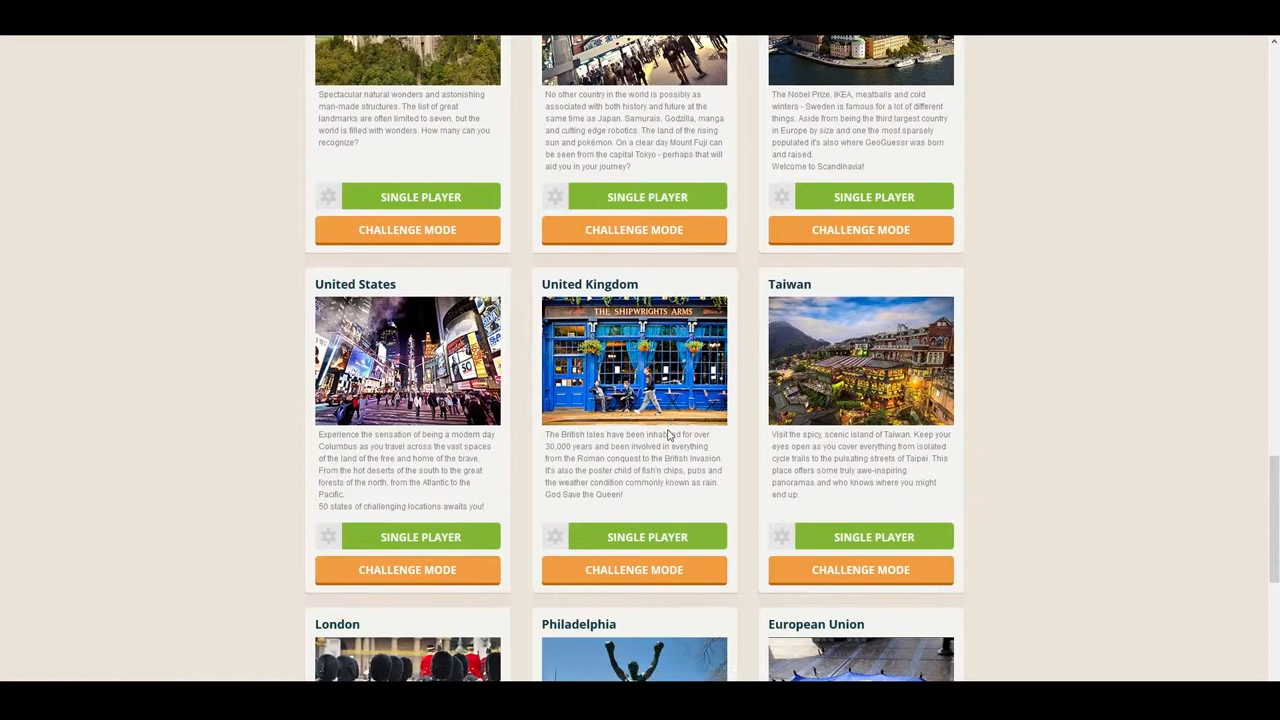 Spectacular natural wonders and astonishing
man-made structures. The list of great
landmarks are often limited to seven, but the
world is filled with wonders. How many can you
recognize?
SINGLE PLAYER
CHALLENGE MODE
No other country in the world is possibly as
associated with both history and future at the
same time as Japan. Samurais, Godzilla, manga
and cutting edge robotics. The land of the rising
sun and pokémon. On a clear day Mount Fuji can
be seen from the capital Tokyo - perhaps that will
aid you in your journey?
SINGLE PLAYER
CHALLENGE MODE
The Nobel Prize, IKEA, meatballs and cold
winters - Sweden is famous for a lot of different
things. Aside from being the third largest country
in Europe by size and one the most sparsely
populated it's also where GeoGuessr was born
and raised.
Welcome to Scandinavia!
SINGLE PLAYER
CHALLENGE MODE
United States
50
Experience the sensation of being a modern day
Columbus as you travel across the vast spaces
of the land of the free and home of the brave.
From the hot deserts of the south to the great
forests of the north, from the Atlantic to the
Pacific.
50 states of challenging locations awaits you!
SINGLE PLAYER
CHALLENGE MODE
United Kingdom
THE SHIPWRIGHTS ARMS
The British Isles have been inhabited for over
30,000 years and been involved in everything
from the Roman conquest to the British Invasion.
It's also the poster child of fish'n chips, pubs and
the weather condition commonly known as rain.
God Save the Queen!
SINGLE PLAYER
CHALLENGE MODE
Taiwan
Visit the spicy, scenic island of Taiwan. Keep your
eyes open as you cover everything from isolated
cycle trails to the pulsating streets of Taipei. This
place offers some truly awe-inspiring
panoramas and who knows where you might
end up.
SINGLE PLAYER
CHALLENGE MODE
London
Philadelphia
European Union